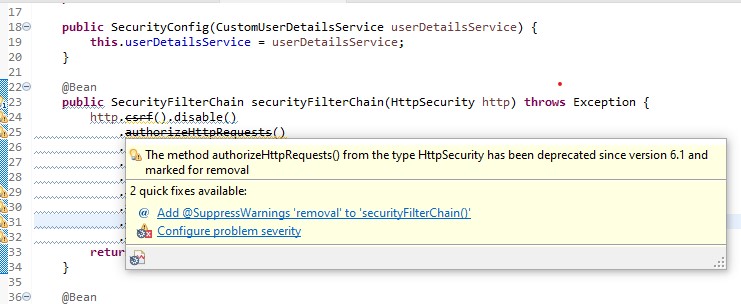 17
18 public SecurityConfig(CustomUserDetailsService userDetailsService) {
19 this.userDetailsService = userDetailsService;
20 }
21
22 @Bean
23 public SecurityFilterChain securityFilterChain(HttpSecurity http) throws Exception {
24 http.csrf().disable()
25 .authorizeHttpRequests()
The method authorizeHttpRequests() from the type HttpSecurity has been deprecated since version 6.1 and
marked for removal
2 quick fixes available:
@ Add @SuppressWarnings 'removal' to 'securityFilterChain()'
Configure problem severity
26
27
28
29
30
31
32
33 retur
34 }
35
36 @Bean